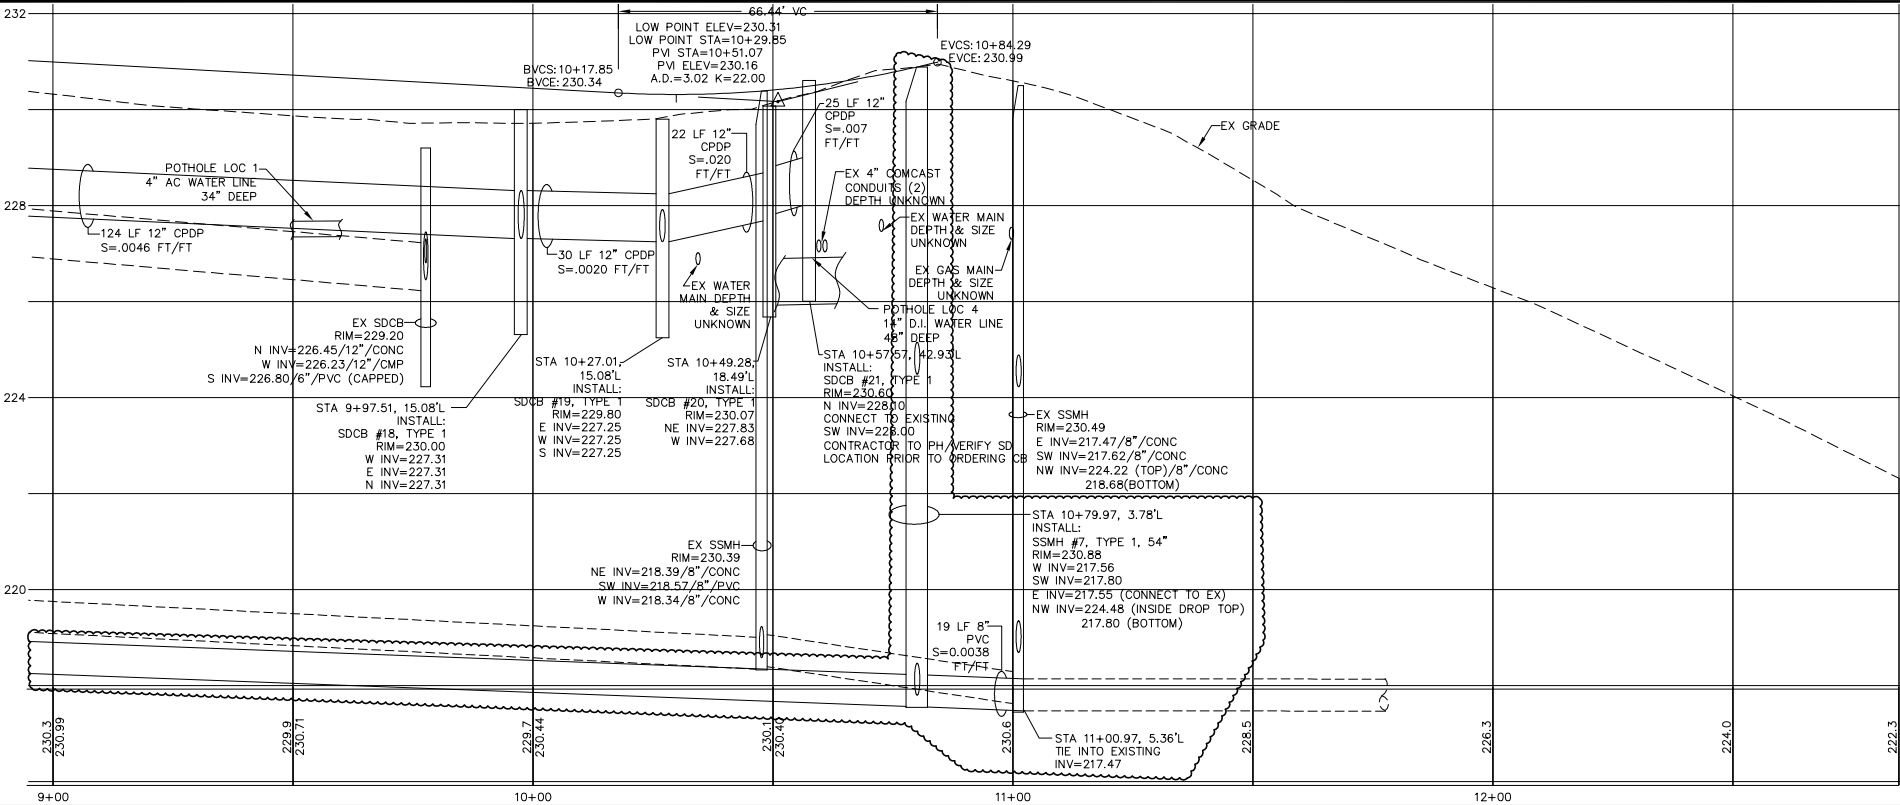 66.44' VC
LOW POINT ELEV=230.31
LOW POINT STA=10+29.85
PVI STA=10+51.07
PVI ELEV=230.16
A.D.=3.02 K=22.00
BVCS: 10+17.85
BVCE: 230.34
EVCS: 10+84.29
EVCE: 230.99
232
228
224
220
POTHOLE LOC 1
4" AC WATER LINE
34" DEEP
124 LF 12" CPDP
S=.0046 FT/FT
30 LF 12" CPDP
S=.0020 FT/FT
22 LF 12"
CPDP
S=.020
FT/FT
25 LF 12"
CPDP
S=.007
FT/FT
EX 4" COMCAST
CONDUITS (2)
DEPTH UNKNOWN
EX WATER MAIN
DEPTH & SIZE
UNKNOWN
EX GAS MAIN
DEPTH & SIZE
UNKNOWN
EX WATER
MAIN DEPTH
& SIZE
UNKNOWN
POTHOLE LOC 4
14" D.I. WATER LINE
48" DEEP
EX GRADE
EX SDCB
RIM=229.20
N INV=226.45/12"/CONC
W INV=226.23/12"/CMP
S INV=226.80/6"/PVC (CAPPED)
STA 9+97.51, 15.08'L
INSTALL:
SDCB #18, TYPE 1
RIM=230.00
W INV=227.31
E INV=227.31
N INV=227.31
STA 10+27.01,
15.08'L
INSTALL:
SDCB #19, TYPE 1
RIM=229.80
E INV=227.25
W INV=227.25
S INV=227.25
STA 10+49.28,
18.49'L
INSTALL:
SDCB #20, TYPE 1
RIM=230.07
NE INV=227.83
W INV=227.68
STA 10+57.57, 42.93'L
INSTALL:
SDCB #21, TYPE 1
RIM=230.60
N INV=228.10
CONNECT TO EXISTING
SW INV=228.00
CONTRACTOR TO PH/VERIFY SD
LOCATION PRIOR TO ORDERING CB
EX SSMH
RIM=230.49
E INV=217.47/8"/CONC
SW INV=217.62/8"/CONC
NW INV=224.22 (TOP)/8"/CONC
218.68(BOTTOM)
EX SSMH
RIM=230.39
NE INV=218.39/8"/CONC
SW INV=218.57/8"/PVC
W INV=218.34/8"/CONC
STA 10+79.97, 3.78'L
INSTALL:
SSMH #7, TYPE 1, 54"
RIM=230.88
W INV=217.56
SW INV=217.80
E INV=217.55 (CONNECT TO EX)
NW INV=224.48 (INSIDE DROP TOP)
217.80 (BOTTOM)
19 LF 8"
PVC
S=0.0038
FT/FT
STA 11+00.97, 5.36'L
TIE INTO EXISTING
INV=217.47
230.3
230.99
229.9
230.71
229.7
230.44
230.1
230.40
230.6
228.5
226.3
224.0
222.3
9+00
10+00
11+00
12+00